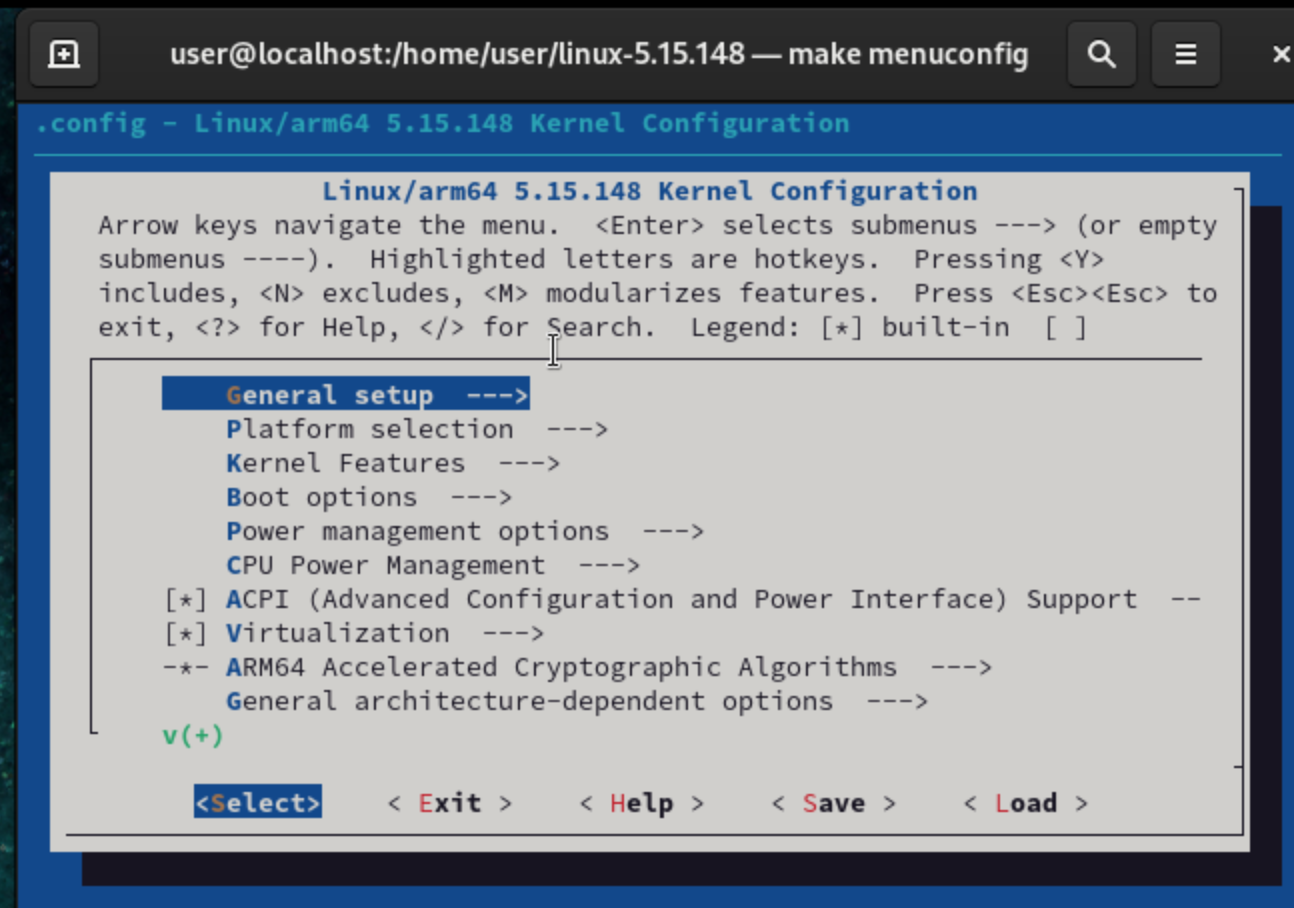 user@localhost:/home/user/linux-5.15.148 — make menuconfig
.config - Linux/arm64 5.15.148 Kernel Configuration
Linux/arm64 5.15.148 Kernel Configuration
Arrow keys navigate the menu.  <Enter> selects submenus ---> (or empty
submenus ----).  Highlighted letters are hotkeys.  Pressing <Y>
includes, <N> excludes, <M> modularizes features.  Press <Esc><Esc> to
exit, <?> for Help, </> for Search.  Legend: [*] built-in  [ ]
General setup  --->
Platform selection  --->
Kernel Features  --->
Boot options  --->
Power management options  --->
CPU Power Management  --->
[*] ACPI (Advanced Configuration and Power Interface) Support  --
[*] Virtualization  --->
-*- ARM64 Accelerated Cryptographic Algorithms  --->
General architecture-dependent options  --->
v(+)
<Select>    < Exit >    < Help >    < Save >    < Load >